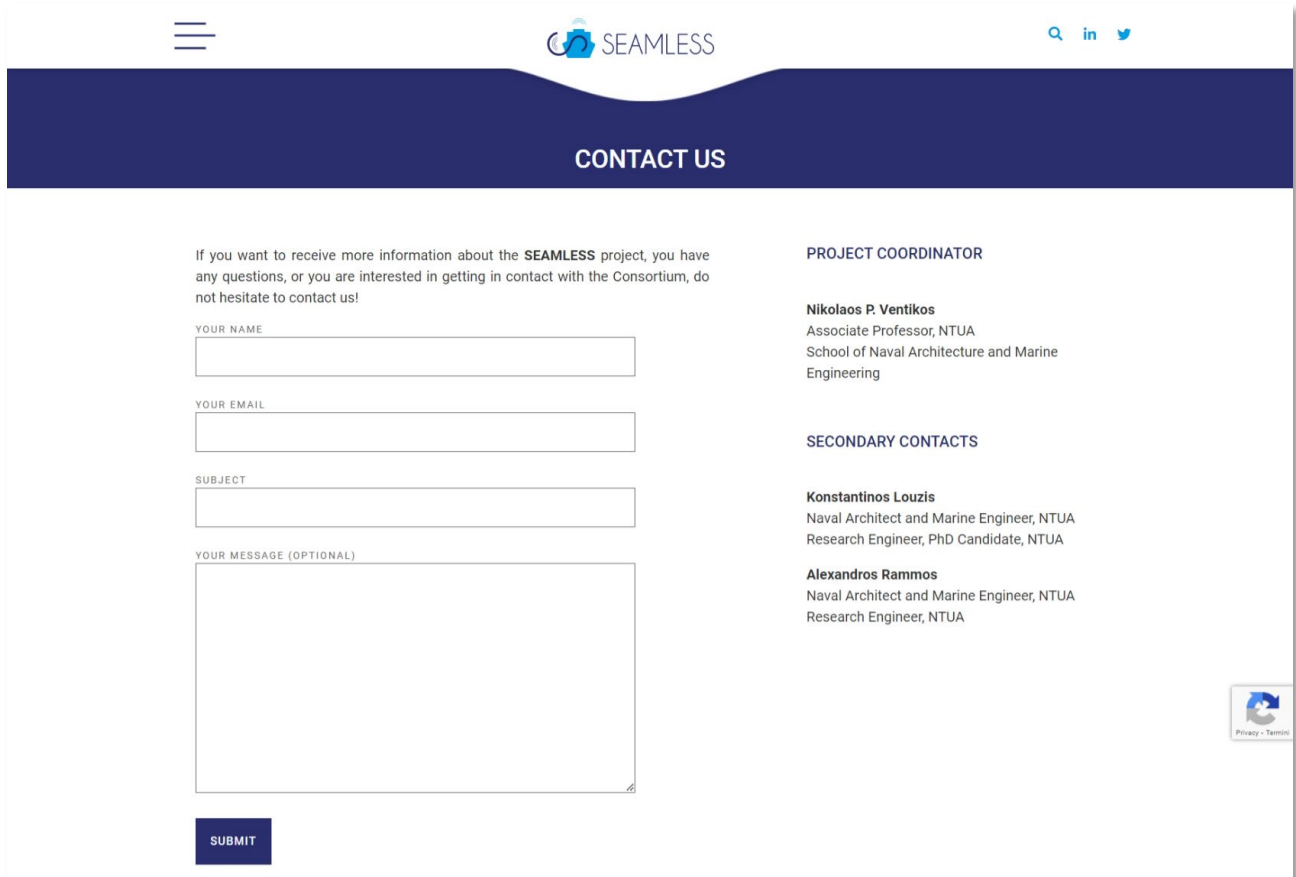 SEAMLESS
CONTACT US
If you want to receive more information about the SEAMLESS project, you have
any questions, or you are interested in getting in contact with the Consortium, do
not hesitate to contact us!
YOUR NAME
YOUR EMAIL
SUBJECT
YOUR MESSAGE (OPTIONAL)
SUBMIT
PROJECT COORDINATOR
Nikolaos P. Ventikos
Associate Professor, NTUA
School of Naval Architecture and Marine
Engineering
SECONDARY CONTACTS
Konstantinos Louzis
Naval Architect and Marine Engineer, NTUA
Research Engineer, PhD Candidate, NTUA
Alexandros Rammos
Naval Architect and Marine Engineer, NTUA
Research Engineer, NTUA
Privacy - Termini